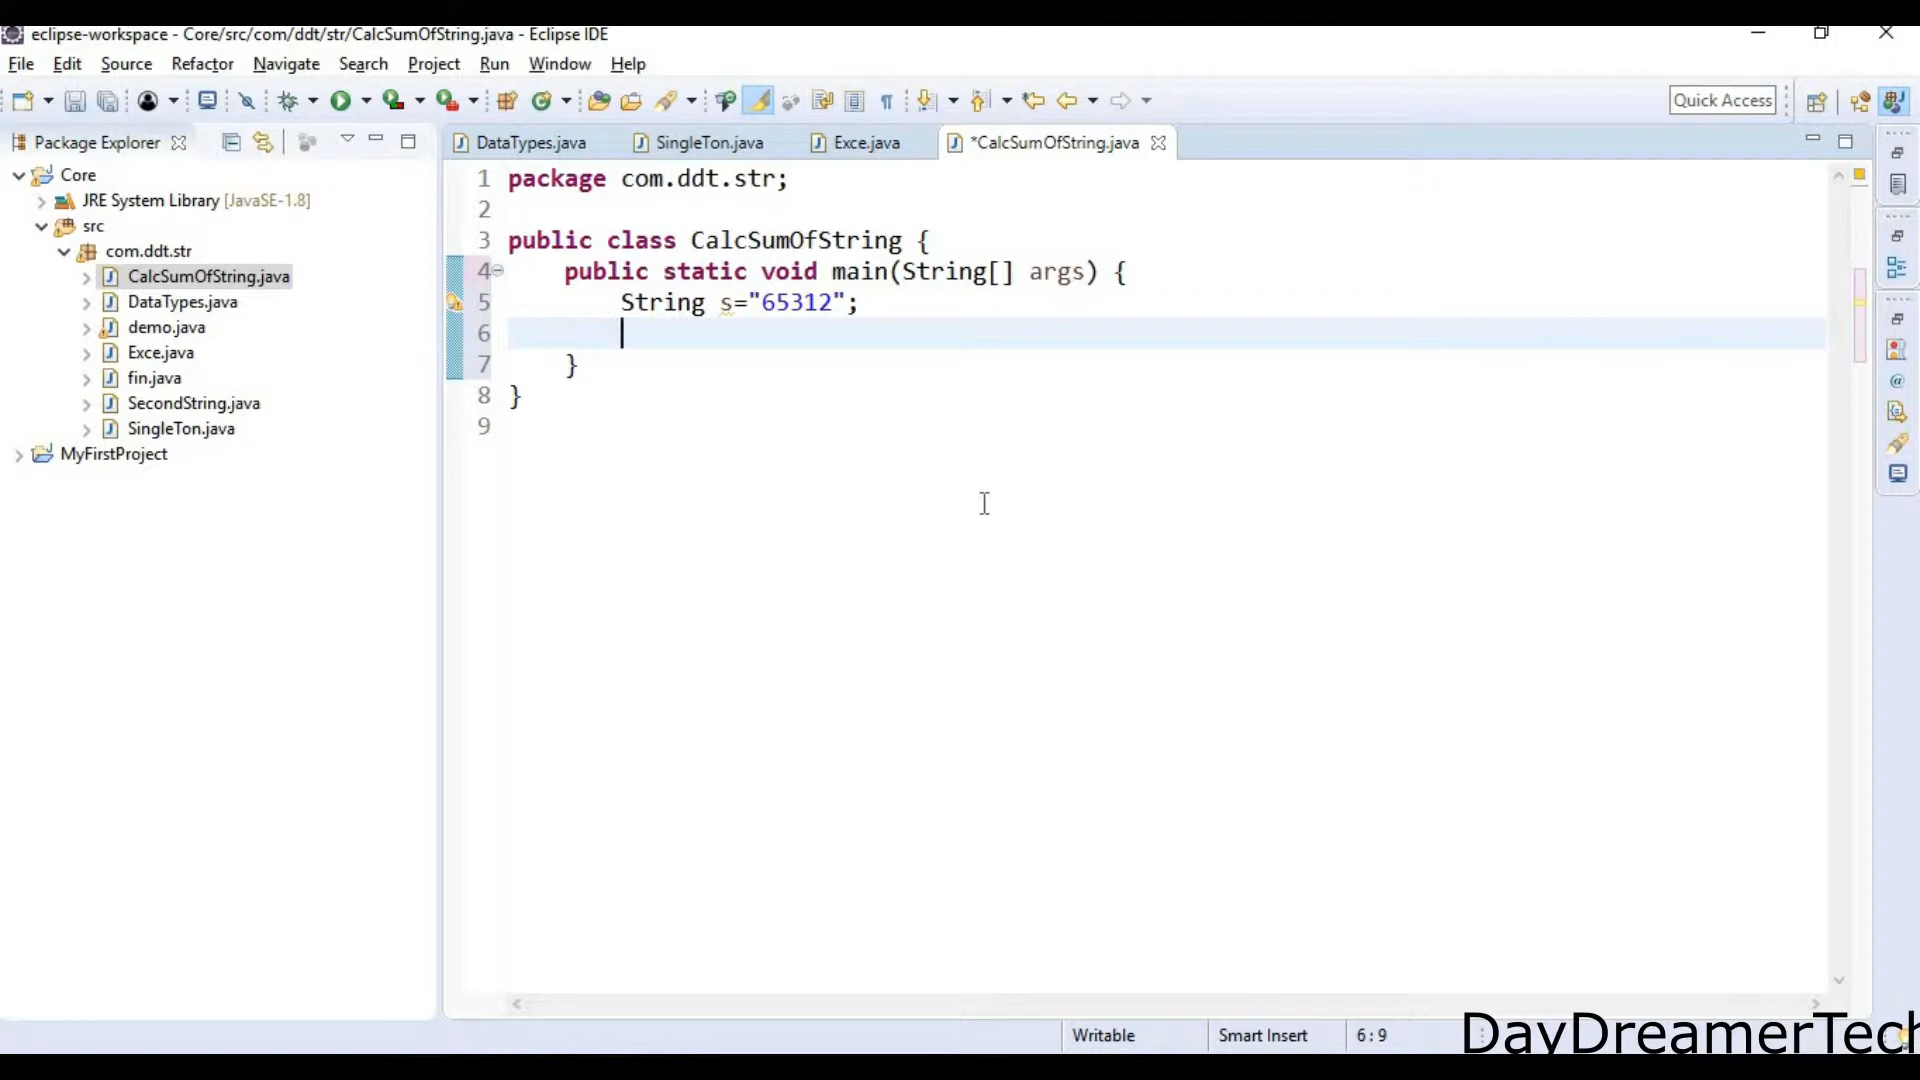 eclipse-workspace - Core/src/com/ddt/str/CalcSumOfString.java - Eclipse IDE
File Edit Source Refactor Navigate Search Project Run Window Help
Quick Access
Package Explorer
DataTypes.java SingleTon.java Exce.java *CalcSumOfString.java
Core
JRE System Library [JavaSE-1.8]
src
com.ddt.str
CalcSumOfString.java
DataTypes.java
demo.java
Exce.java
fin.java
SecondString.java
SingleTon.java
MyFirstProject
1 package com.ddt.str;
2
3 public class CalcSumOfString {
4 public static void main(String[] args) {
5 String s="65312";
6
7 }
8 }
9
Writable Smart Insert 6 : 9
DayDreamerTech